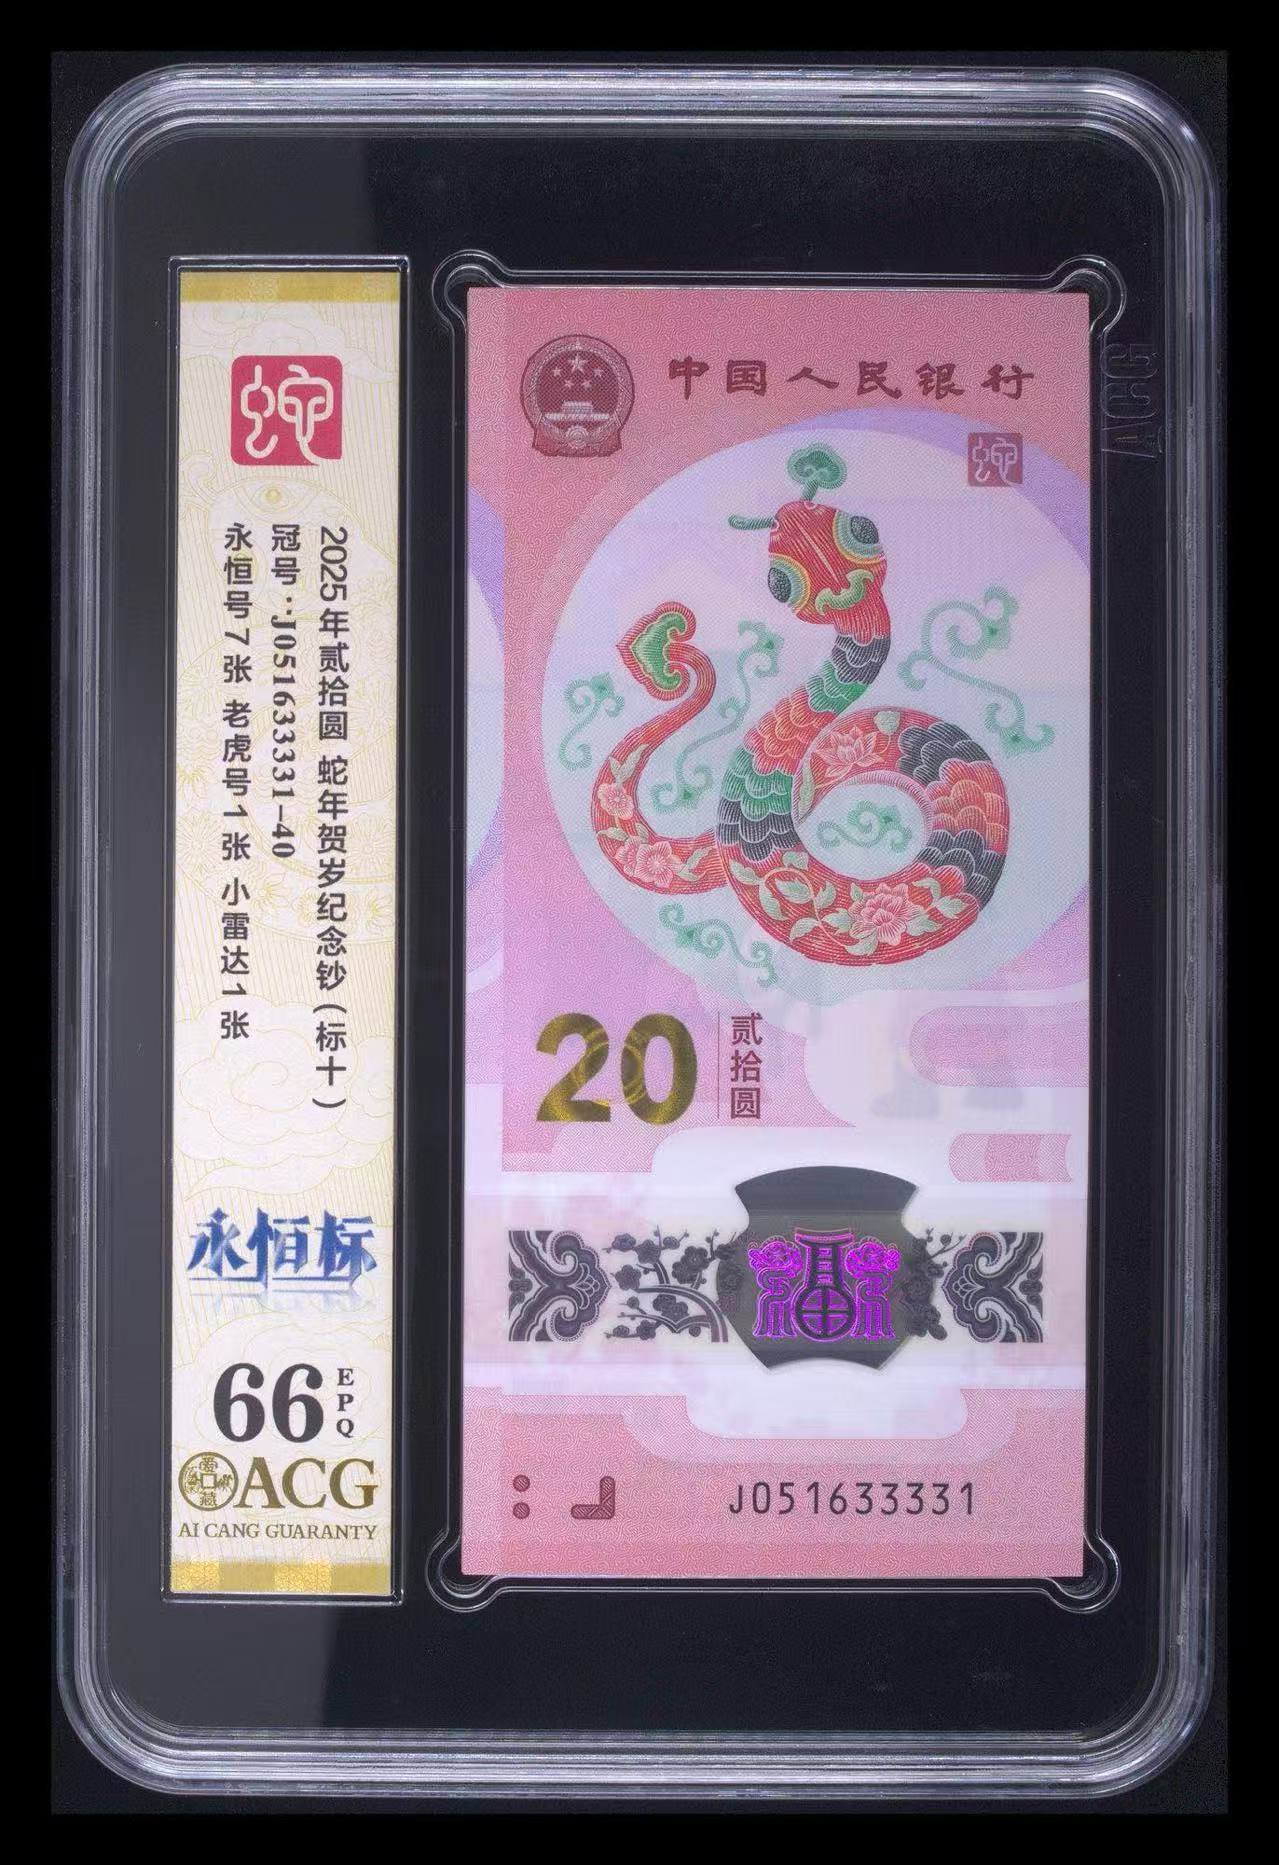 蛇
2025年贰拾圆 蛇年贺岁纪念钞(标十)
冠号:J051633331-40
永恒号7张 老虎号1张 小雷达1张
永恒标
66 EPQ
爱藏
ACG
AI CANG GUARANTY
中国人民银行
蛇
20
贰拾圆
福
J051633331
ACG